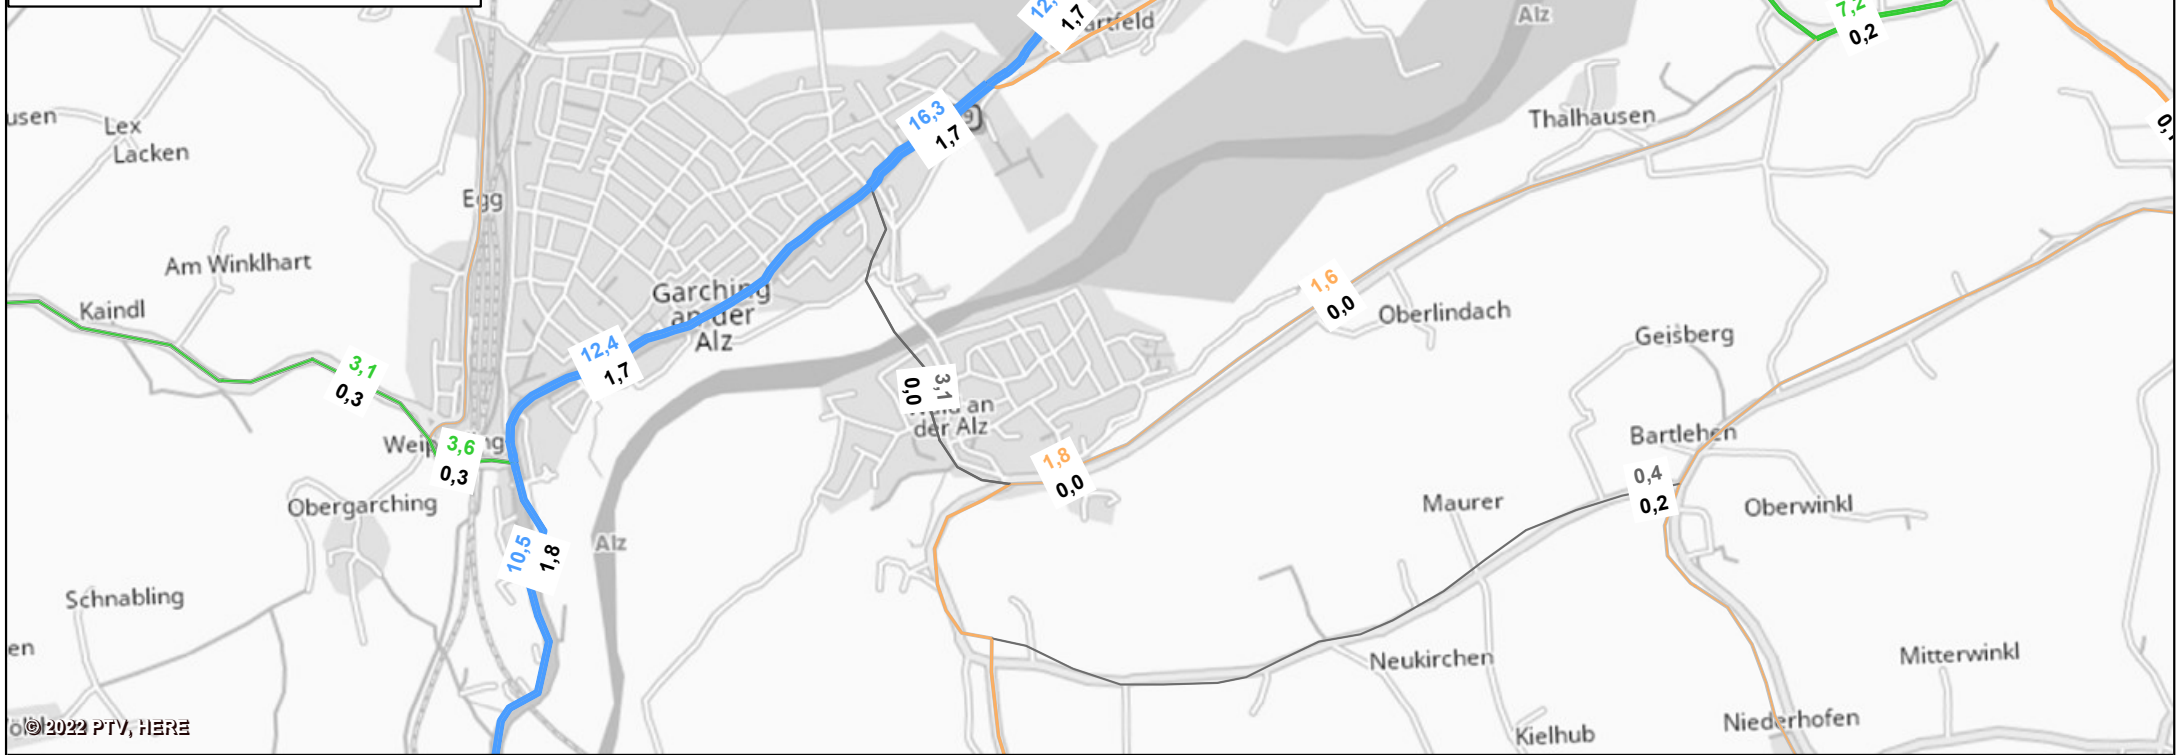 Alz
7,2
0,2
1,7
16,3
1,7
usen
Lex
Lacken
Thalhausen
Egg
Am Winklhart
Kaindl
Garching
an der
Alz
1,6
0,0
Oberlindach
Geisberg
12,4
1,7
3,1
0,3
3,1
0,0
an
der Alz
Bartlehen
3,6
0,3
1,8
0,0
0,4
0,2
Obergarching
Maurer
Oberwinkl
10,5
1,8
Alz
Schnabling
en
Neukirchen
Mitterwinkl
Niederhofen
Kielhub
© 2022 PTV, HERE